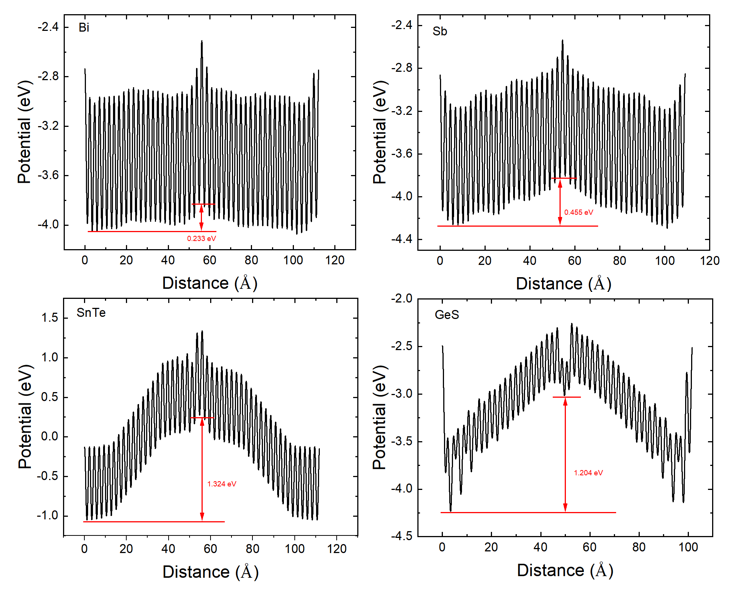 Bi
Potential (eV)
-2.4
-2.8
-3.2
-3.6
-4.0
0.233 eV
0 20 40 60 80 100 120
Distance (Å)
Sb
Potential (eV)
-2.4
-2.8
-3.2
-3.6
-4.0
-4.4
0.455 eV
0 20 40 60 80 100 120
Distance (Å)
SnTe
Potential (eV)
1.5
1.0
0.5
0.0
-0.5
-1.0
1.324 eV
0 20 40 60 80 100 120
Distance (Å)
GeS
Potential (eV)
-2.0
-2.5
-3.0
-3.5
-4.0
-4.5
1.204 eV
0 20 40 60 80 100
Distance (Å)